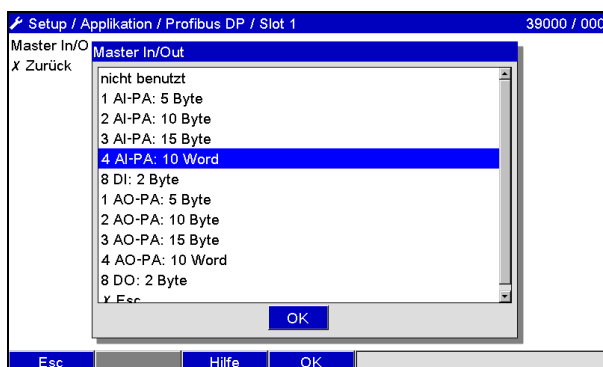 Setup / Applikation / Profibus DP / Slot 1 39000 / 000
Master In/O
X Zurück
Master In/Out
nicht benutzt
1 AI-PA: 5 Byte
2 AI-PA: 10 Byte
3 AI-PA: 15 Byte
4 AI-PA: 10 Word
8 DI: 2 Byte
1 AO-PA: 5 Byte
2 AO-PA: 10 Byte
3 AO-PA: 15 Byte
4 AO-PA: 10 Word
8 DO: 2 Byte
X Esc
OK
Esc Hilfe OK